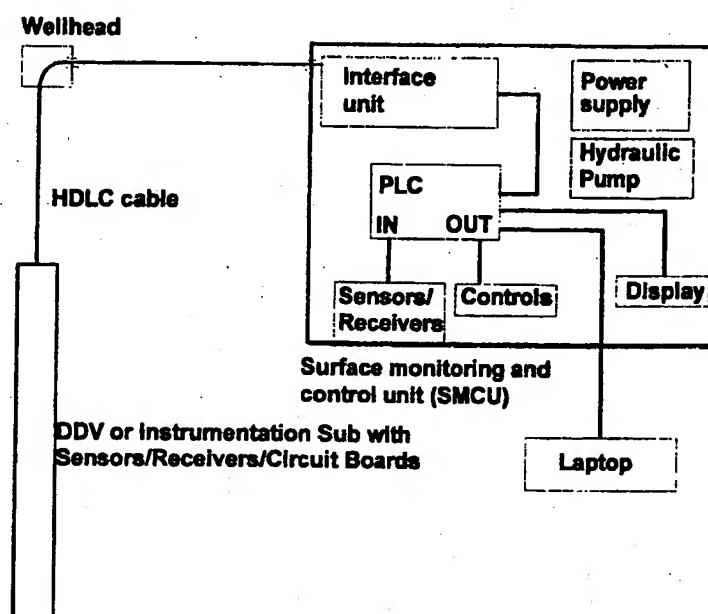 Wellhead
Interface
unit
Power
supply
Hydraulic
Pump
HDLC cable
PLC
IN OUT
Sensors/
Receivers
Controls
Display
Surface monitoring and
control unit (SMCU)
DDV or Instrumentation Sub with
Sensors/Receivers/Circuit Boards
Laptop